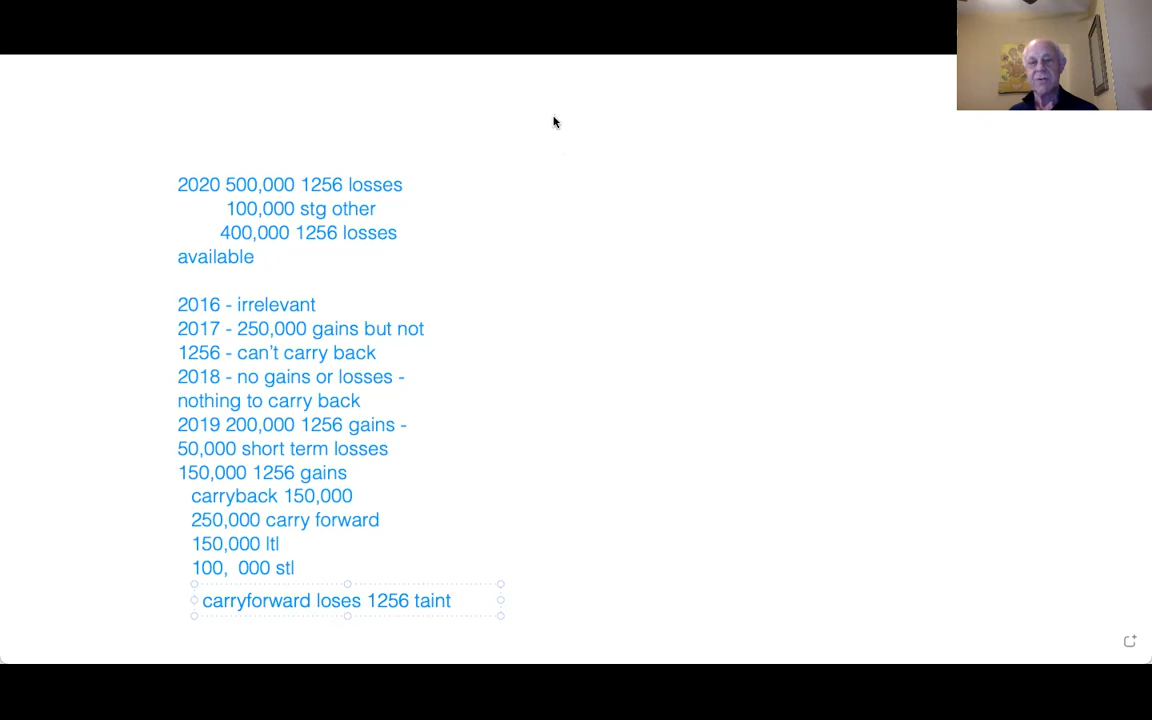 2020 500,000 1256 losses
100,000 stg other
400,000 1256 losses
available
2016 - irrelevant
2017 - 250,000 gains but not
1256 - can't carry back
2018 - no gains or losses -
nothing to carry back
2019 200,000 1256 gains -
50,000 short term losses
150,000 1256 gains
carryback 150,000
250,000 carry forward
150,000 ltl
100,  000 stl
carryforward loses 1256 taint